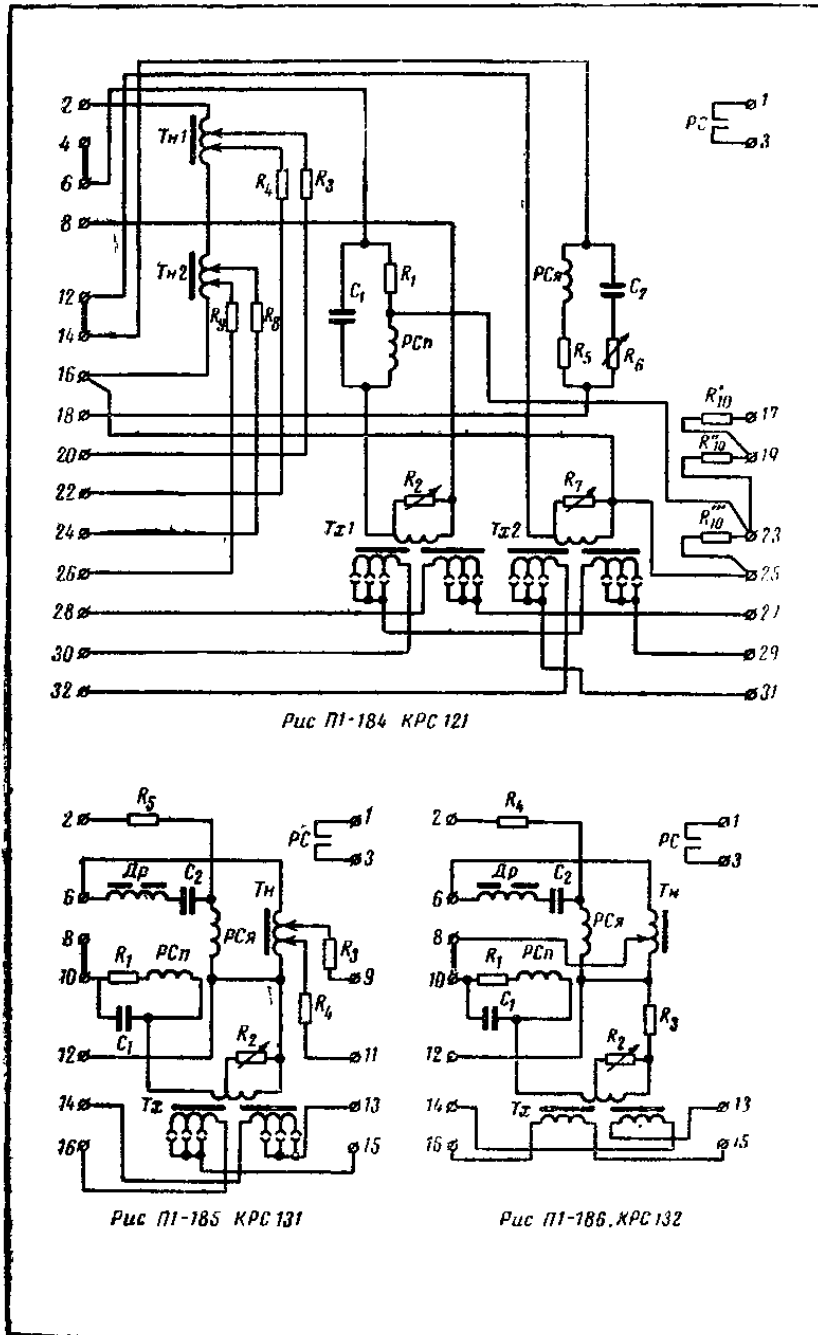 2
4
6
8
12
14
16
18
20
22
24
26
28
30
32
Тн1
Тн2
R4
R3
R9
R8
C1
R1
РСп
РСя
C7
R5
R6
РС
1
3
R'10
17
R"10
19
R'''10
23
25
27
29
31
R2
R7
Тх1
Тх2
Рис П1-184 КРС 121
2
R5
РС
1
3
6
Др
C2
Тн
8
РСя
10
R1
РСп
R3
9
C1
R4
12
R2
11
14
Тх
13
16
15
Рис П1-185 КРС 131
2
R4
РС
1
3
6
Др
C2
Тн
8
РСя
10
R1
РСп
C1
R3
12
R2
14
Тх
13
16
15
Рис П1-186. КРС 132